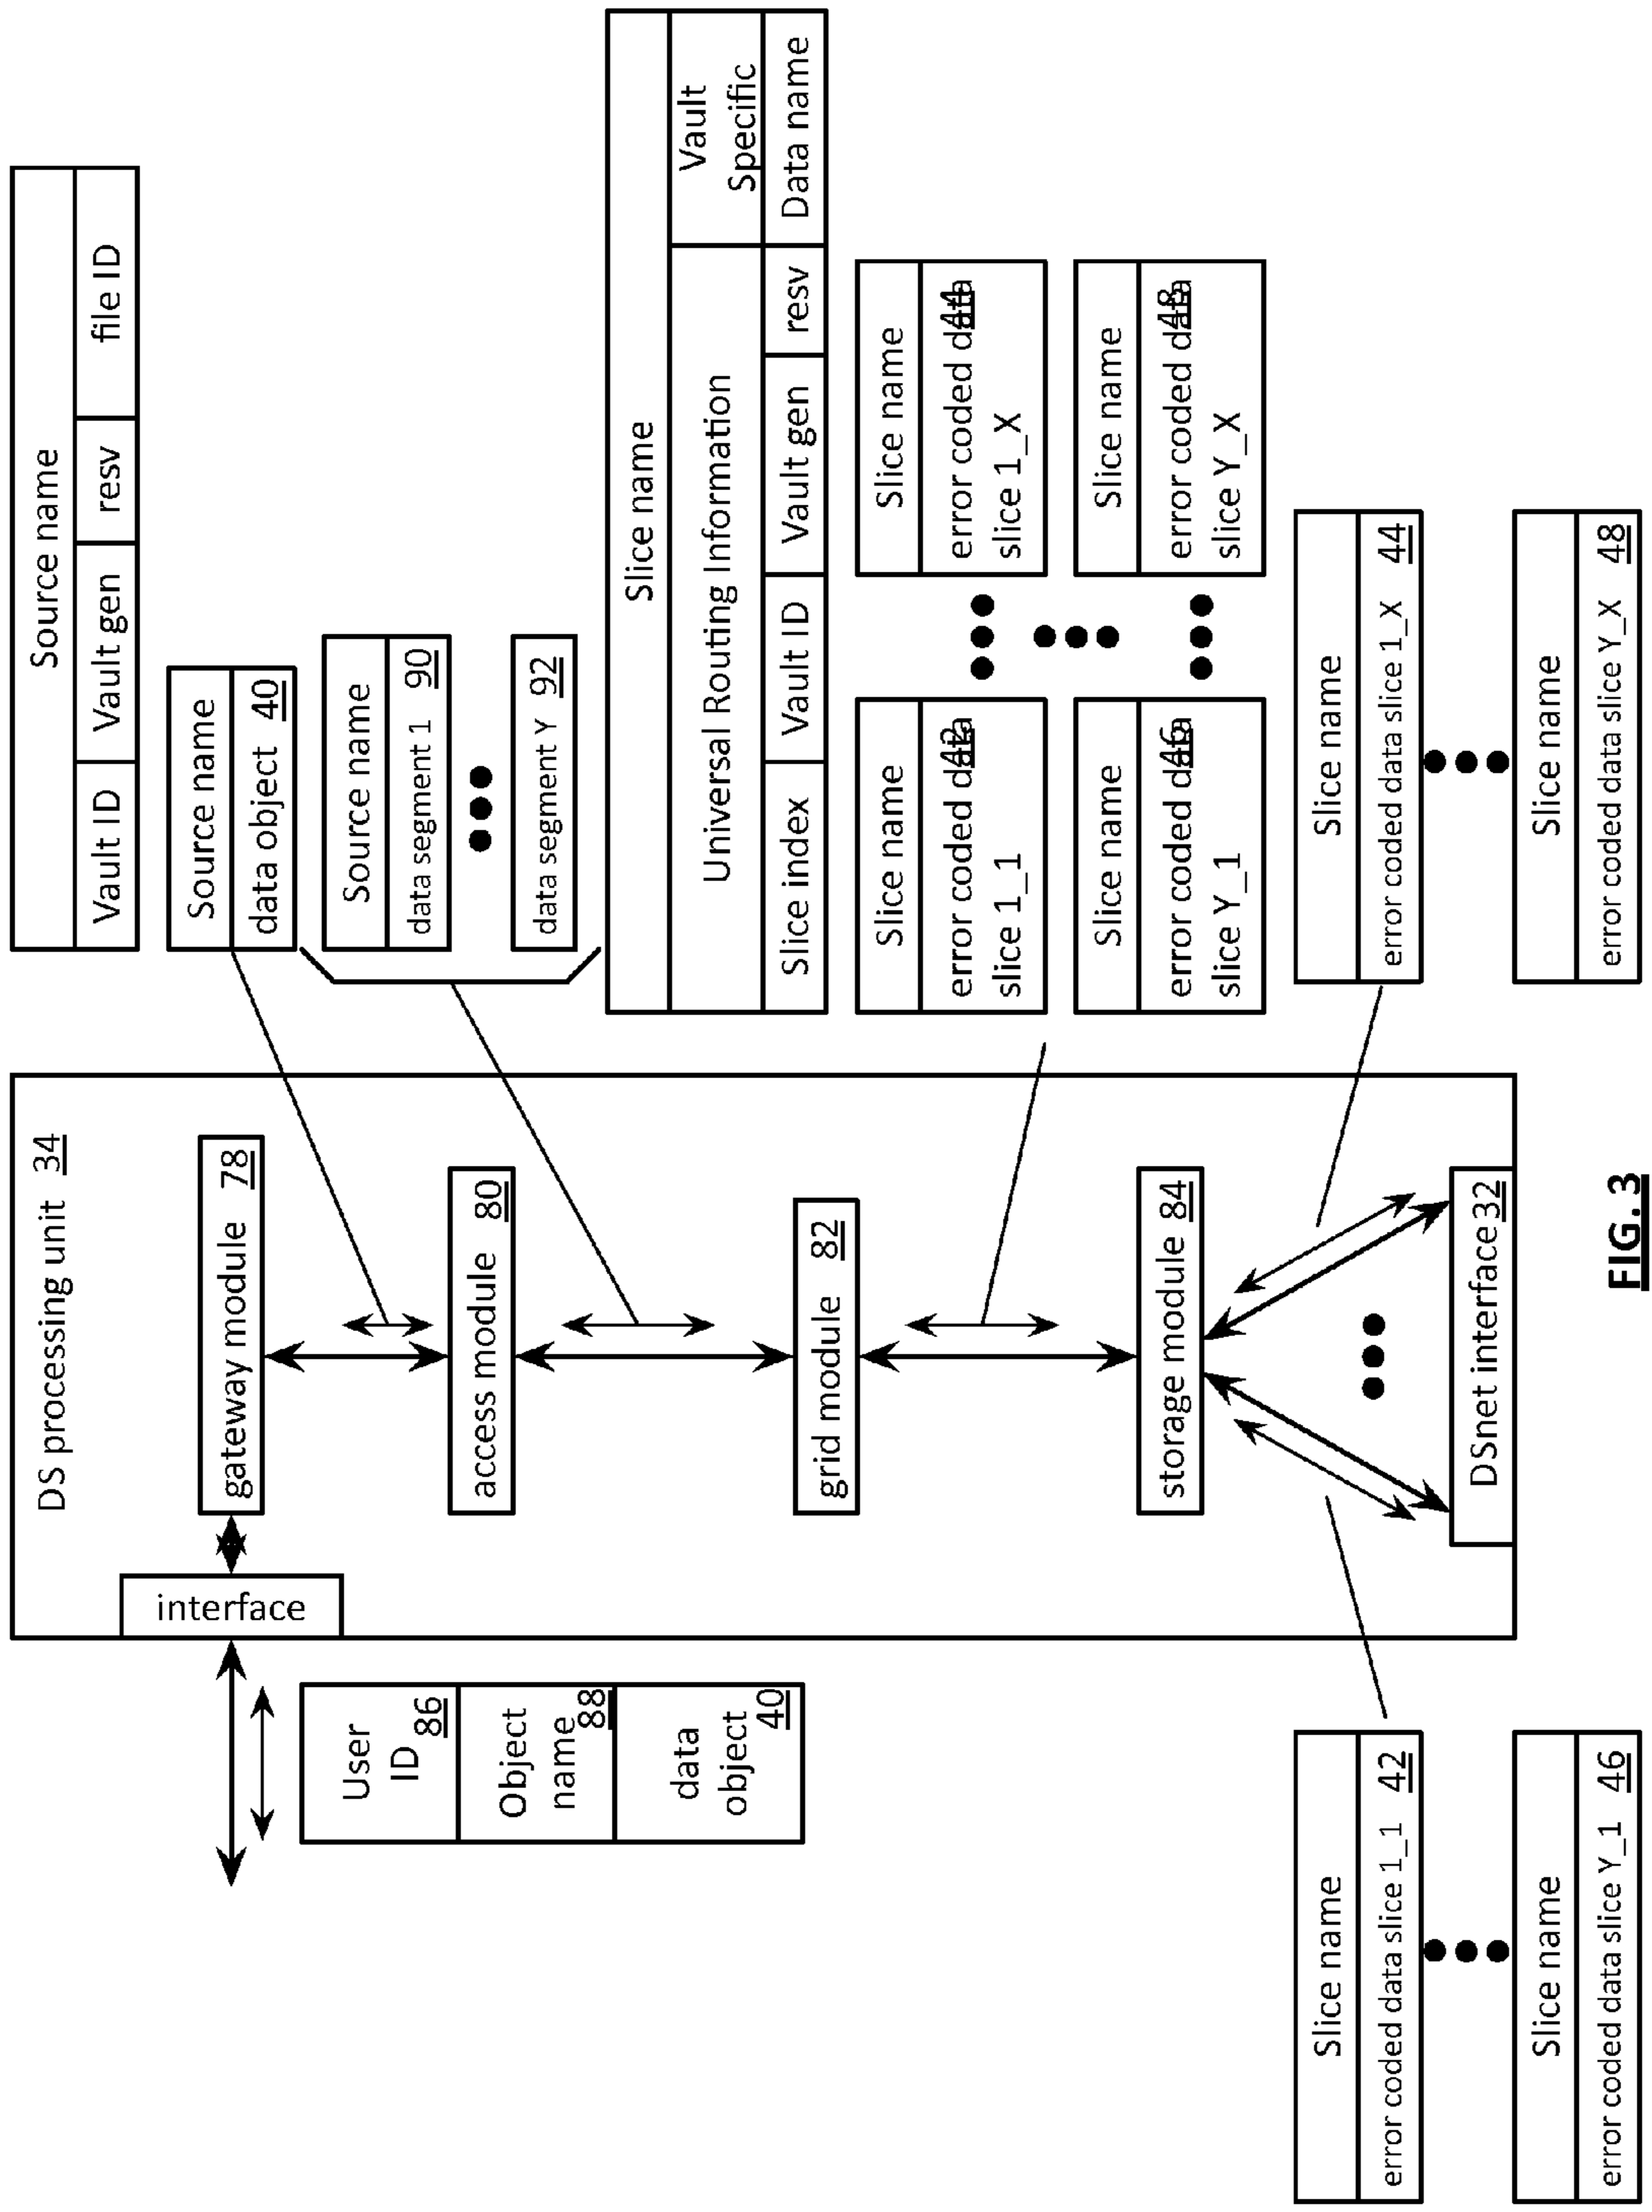 DS processing unit 34
interface
gateway module 78
access module 80
grid module 82
storage module 84
DSnet interface 32
User
ID 86
Object
name 88
data
object 40
Source name
Vault ID
Vault gen
resv
file ID
Source name
data object 40
Source name
data segment 1 90
data segment Y 92
Slice name
Universal Routing Information
Vault
Specific
Slice index
Vault ID
Vault gen
resv
Data name
Slice name
error coded data
slice 1_1
42
Slice name
error coded data
slice 1_X
44
Slice name
error coded data
slice Y_1
46
Slice name
error coded data
slice Y_X
48
Slice name
error coded data slice 1_1 42
Slice name
error coded data slice Y_1 46
Slice name
error coded data slice 1_X 44
Slice name
error coded data slice Y_X 48
FIG. 3